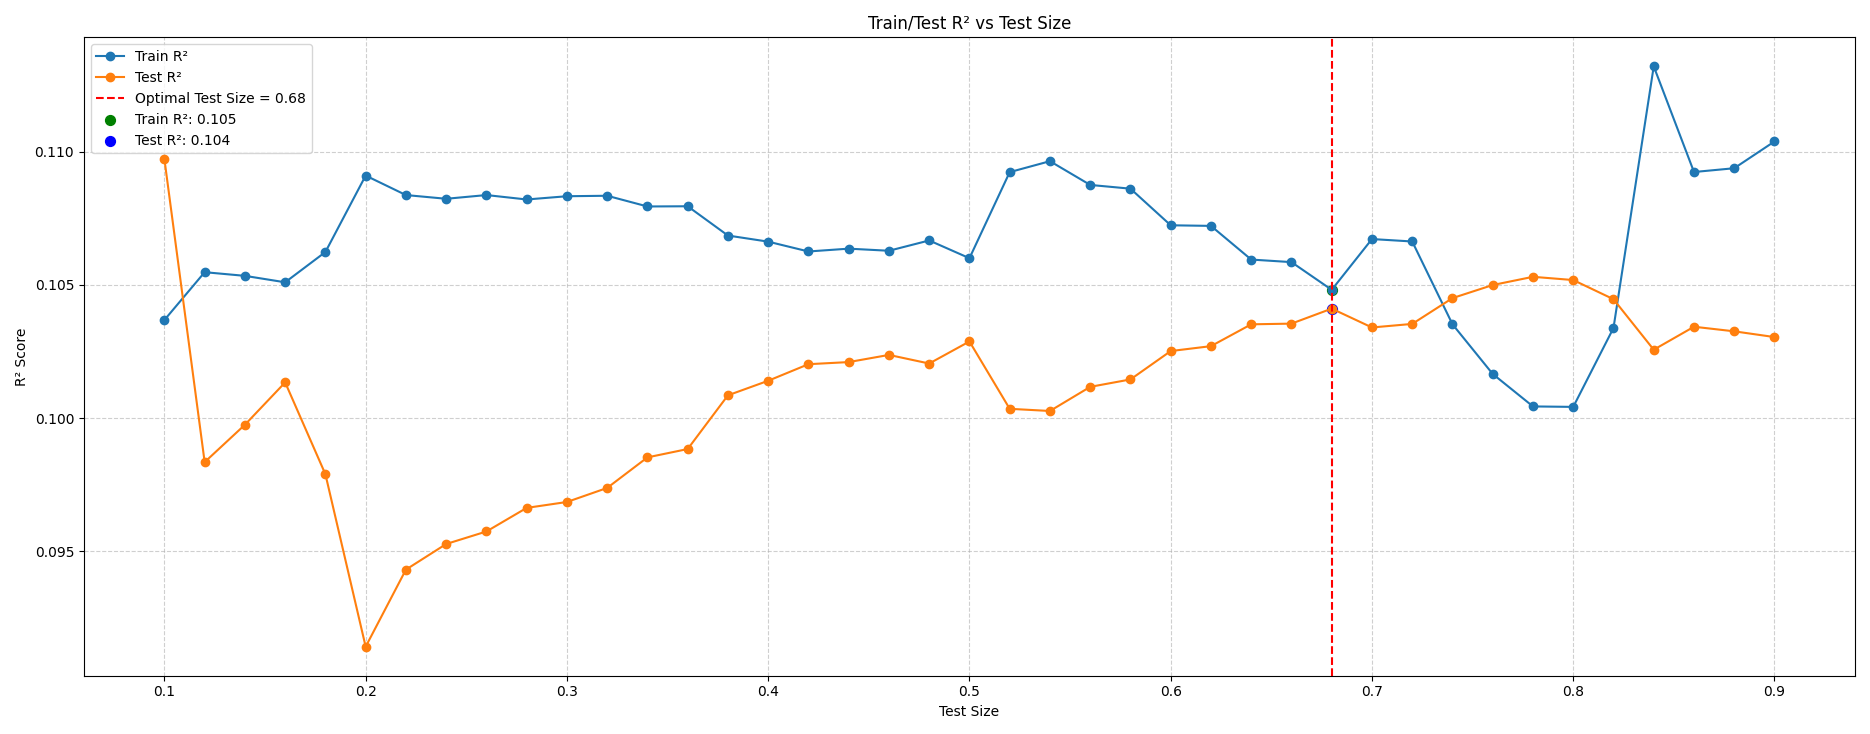 Train/Test R² vs Test Size
Train R²
Test R²
Optimal Test Size = 0.68
Train R²: 0.105
Test R²: 0.104
R² Score
0.110
0.105
0.100
0.095
0.1 0.2 0.3 0.4 0.5 0.6 0.7 0.8 0.9
Test Size